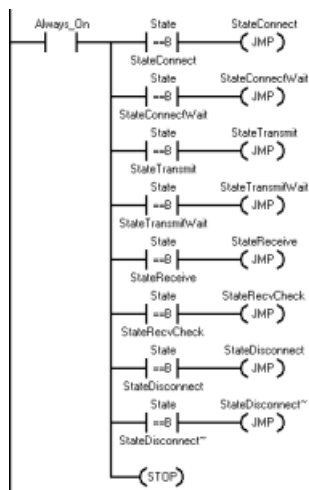 Always_On State StateConnect
==B JMP
StateConnect
State StateConnectWait
==B JMP
StateConnectWait
State StateTransmit
==B JMP
StateTransmit
State StateTransmitWait
==B JMP
StateTransmitWait
State StateReceive
==B JMP
StateReceive
State StateRecvCheck
==B JMP
StateRecvCheck
State StateDisconnect
==B JMP
StateDisconnect
State StateDisconnect~
==B JMP
StateDisconnect~
STOP